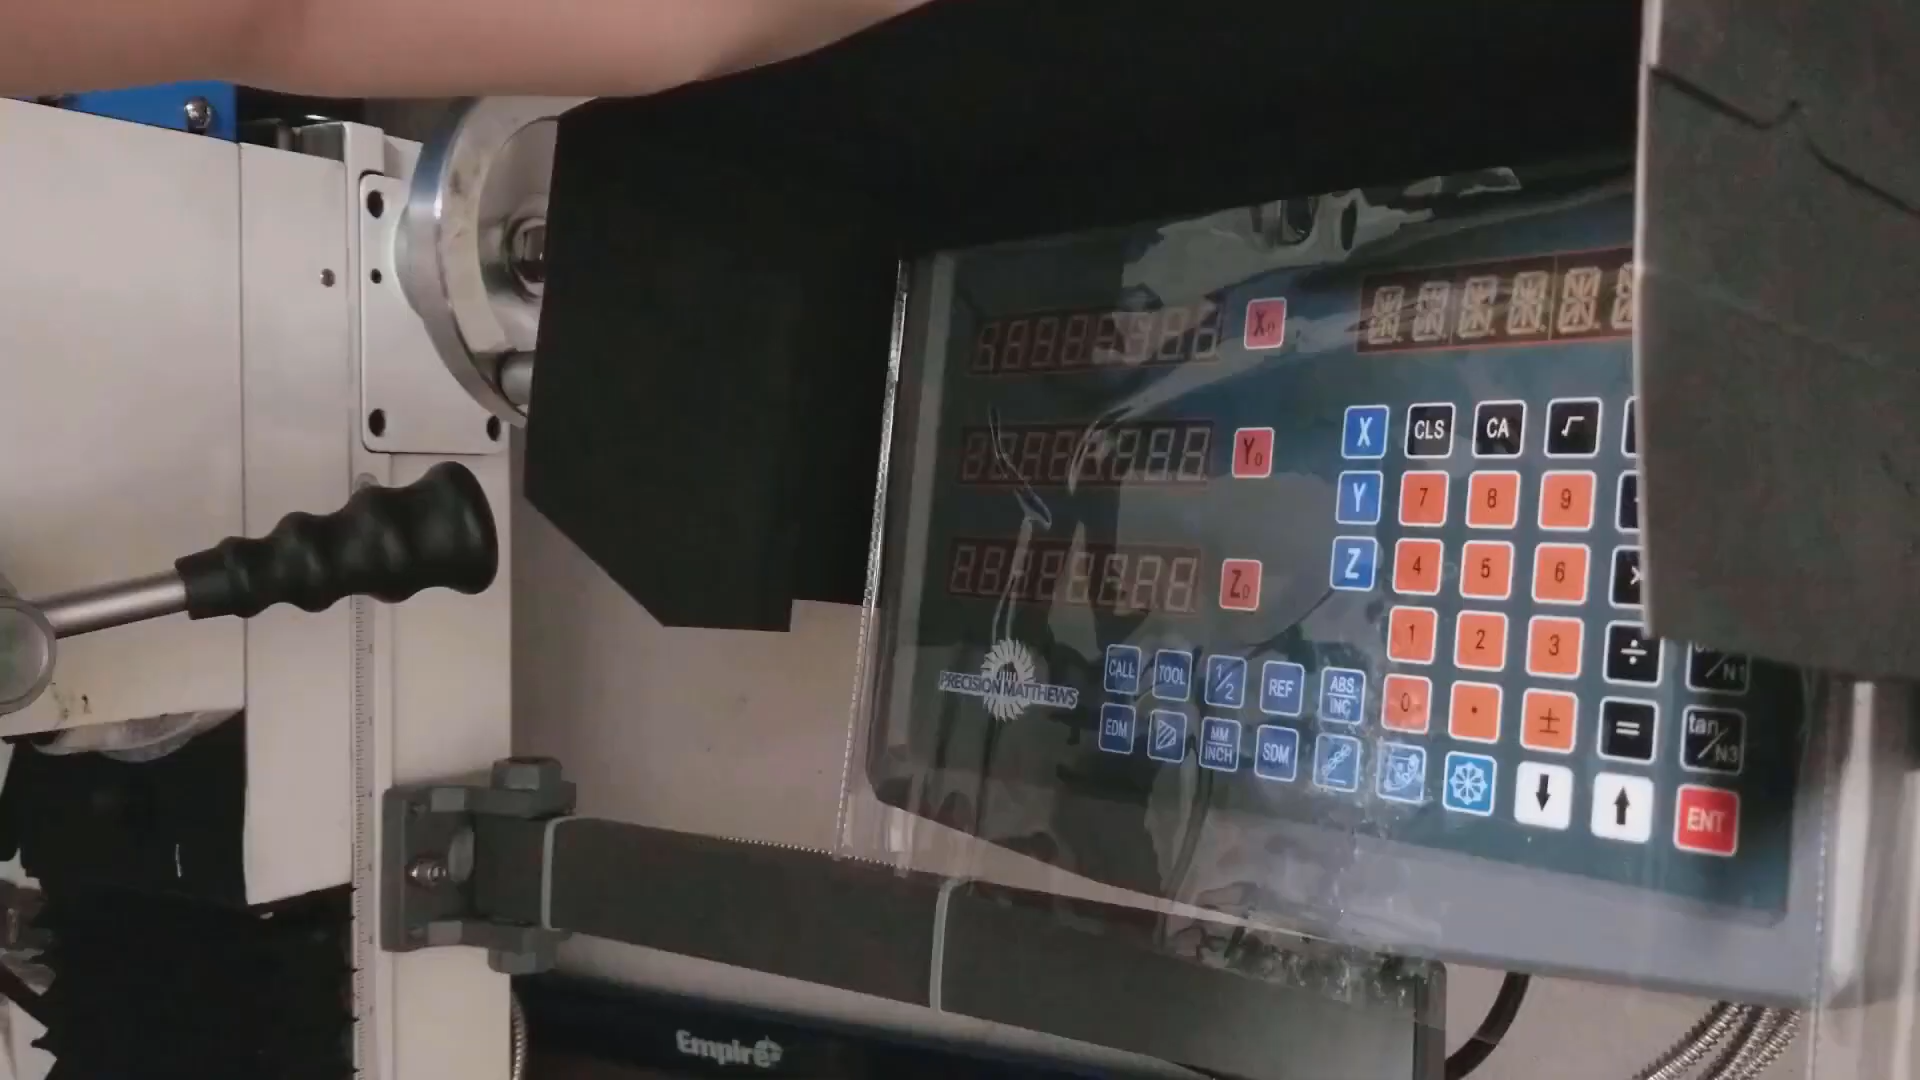 X₀
Y₀
Z₀
X CLS CA √
Y 7 8 9
Z 4 5 6 ×
1 2 3 ÷
0 . ± =
tan/N3
↓ ↑ ENT
PRECISION MATTHEWS
CALL TOOL 1/2 REF ABS/INC
EDM MM/INCH SDM
Empire